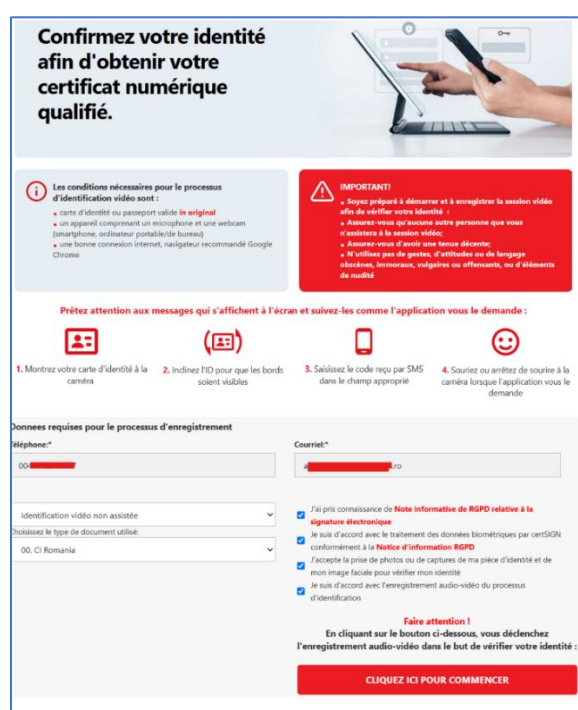 Confirmez votre identité
afin d'obtenir votre
certificat numérique
qualifié.
Les conditions nécessaires pour le processus
d'identification vidéo sont :
• carte d'identité ou passeport valide in original
• un appareil comprenant un microphone et une webcam
(smartphone, ordinateur portable/de bureau)
• une bonne connexion internet, navigateur recommandé Google
Chrome
IMPORTANT!
• Soyez préparé à démarrer et à enregistrer la session vidéo
afin de vérifier votre identité :
• Assurez-vous qu'aucune autre personne que vous
n'assistera à la session vidéo;
• Assurez-vous d'avoir une tenue décente;
• N'utilisez pas de gestes, d'attitudes ou de langage
obscènes, immoraux, vulgaires ou offensants, ou d'éléments
de nudité
Prêtez attention aux messages qui s'affichent à l'écran et suivez-les comme l'application vous le demande :
1. Montrez votre carte d'identité à la
caméra
2. Inclinez l'ID pour que les bords
soient visibles
3. Saisissez le code reçu par SMS
dans le champ approprié
4. Souriez ou arrêtez de sourire à la
caméra lorsque l'application vous le
demande
Donnees requises pour le processus d'enregistrement
Téléphone:*
004
Courriel:*
a
.ro
Identification vidéo non assistée
Choisissez le type de document utilisé:
00. CI Romania
J'ai pris connaissance de Note informative de RGPD relative à la
signature électronique
Je suis d'accord avec le traitement des données biométriques par certSIGN
conformément à la Notice d'information RGPD
J'accepte la prise de photos ou de captures de ma pièce d'identité et de
mon image faciale pour vérifier mon identité
Je suis d'accord avec l'enregistrement audio-vidéo du processus
d'identification
Faire attention !
En cliquant sur le bouton ci-dessous, vous déclenchez
l'enregistrement audio-vidéo dans le but de vérifier votre identité :
CLIQUEZ ICI POUR COMMENCER